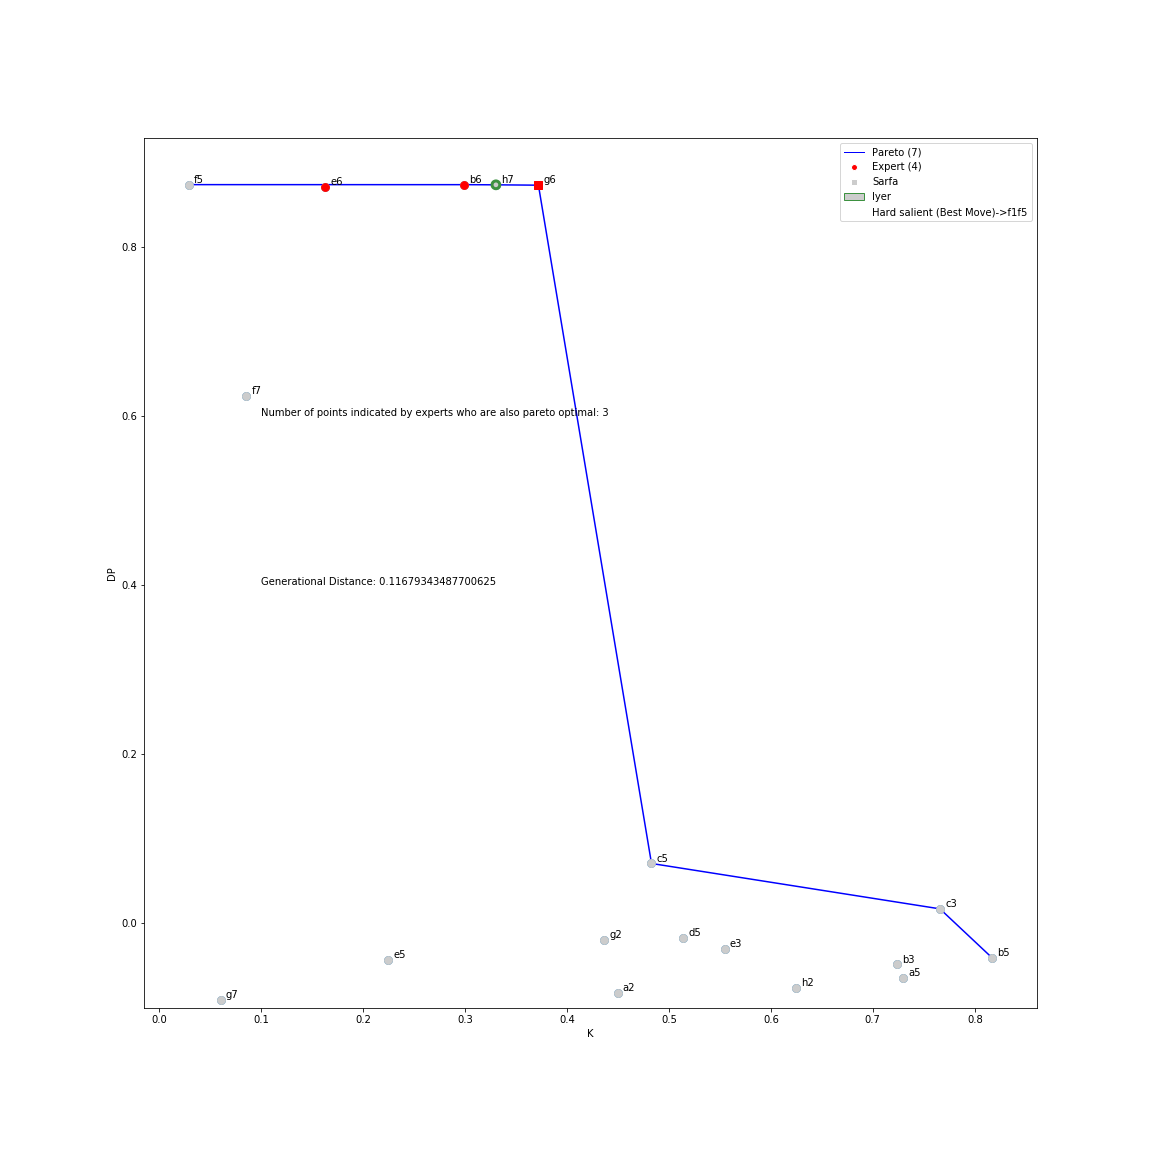 Pareto (7)
Expert (4)
Sarfa
Iyer
Hard salient (Best Move)->f1f5
f5
e6
b6
h7
g6
0.8
f7
Number of points indicated by experts who are also pareto optimal: 3
0.6
DP
Generational Distance: 0.11679343487700625
0.4
0.2
c5
c3
0.0
g2
d5
e3
b5
e5
b3
a5
h2
a2
g7
0.0
0.1
0.2
0.3
0.4
0.5
0.6
0.7
0.8
K